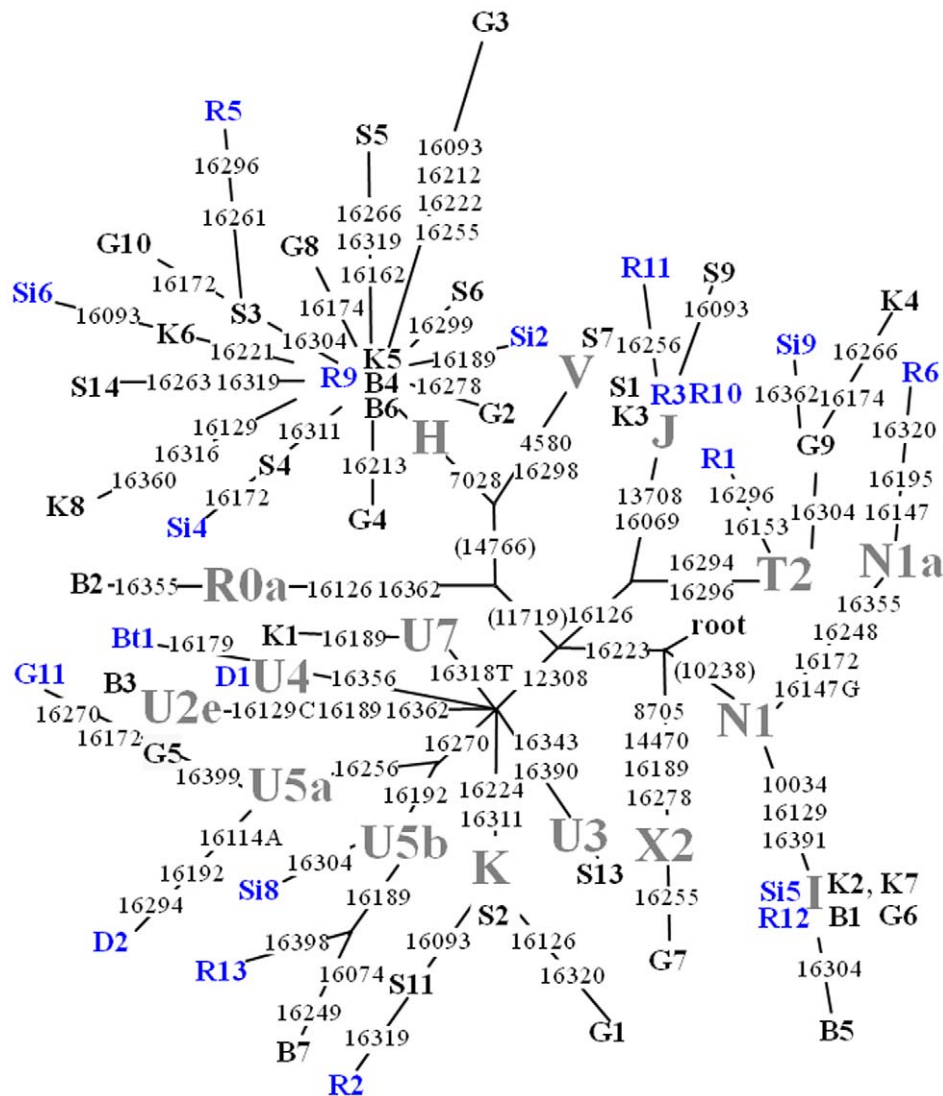 G3
R5
S5
16093
16296
16212
16222
16266
16261
16255
G10
G8
16319
R11
S9
16172
16162
Si6
S3
16174
S6
16093
K4
16093
K6
16299
S7
16256
Si9
16304
K5
Si2
16266
16221
16189
V
R6
S14
16263
16319
R9
B4
16278
S1
R3
R10
16362
16174
B6
G2
K3
16129
16311
H
J
G9
16320
16316
4580
R1
S4
16213
16298
16360
7028
16296
16195
K8
16172
13708
16304
16147
Si4
G4
16069
16153
(14766)
T2
N1a
16294
B2
16355
R0a
16126
16362
16296
16355
(11719)
16126
root
16248
Bt1
16179
K1
16189
U7
16223
(10238)
16172
G11
B3
D1
U4
16356
16318T
12308
16147G
U2e
16129C
16189
16362
8705
N1
16270
16172
16270
16343
14470
G5
16399
U5a
16256
16390
16189
10034
16192
16224
16278
16129
16114A
U5b
16311
U3
X2
16391
16192
Si8
16304
K
S13
Si5
I
K2, K7
16294
16189
S2
16255
R12
B1
G6
D2
16398
16093
16126
R13
16074
S11
16320
G7
16304
16249
G1
B5
B7
16319
R2